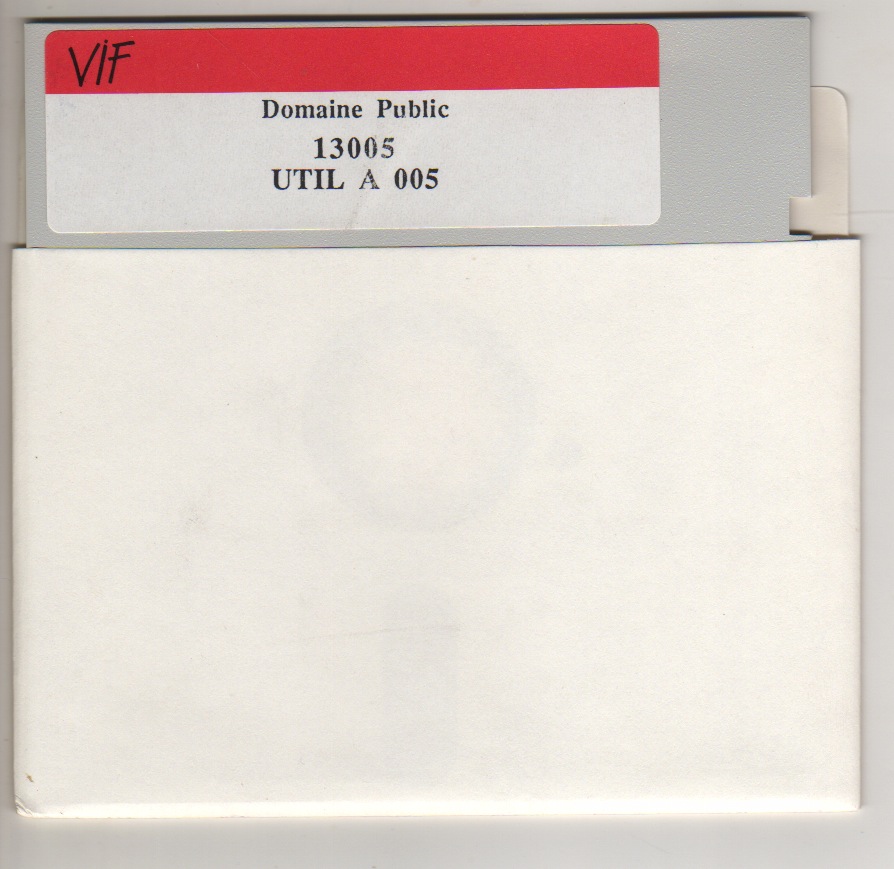 VIF
Domaine Public
13005
UTIL A 005